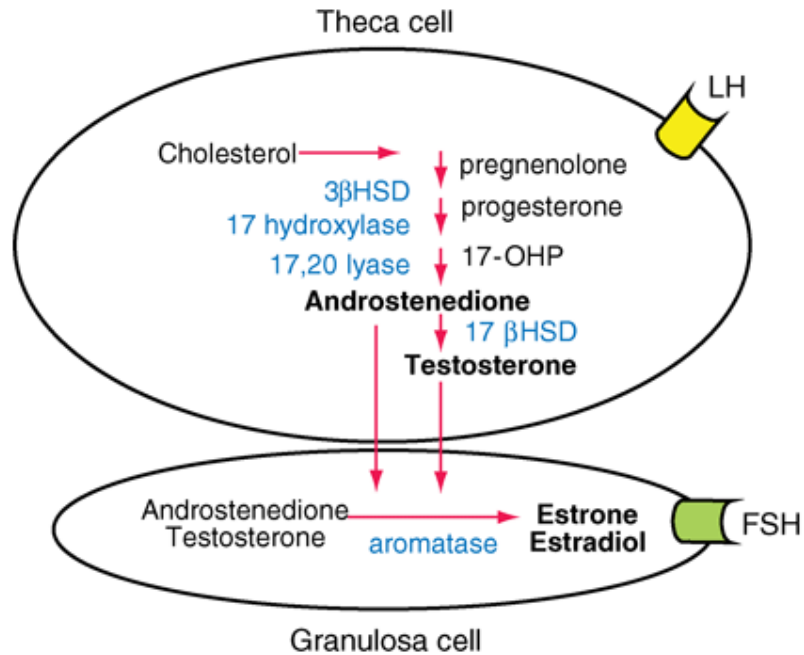 Theca cell
LH
Cholesterol
pregnenolone
3βHSD
progesterone
17 hydroxylase
17,20 lyase
17-OHP
Androstenedione
17 βHSD
Testosterone
Androstenedione
Testosterone
aromatase
Estrone
Estradiol
FSH
Granulosa cell